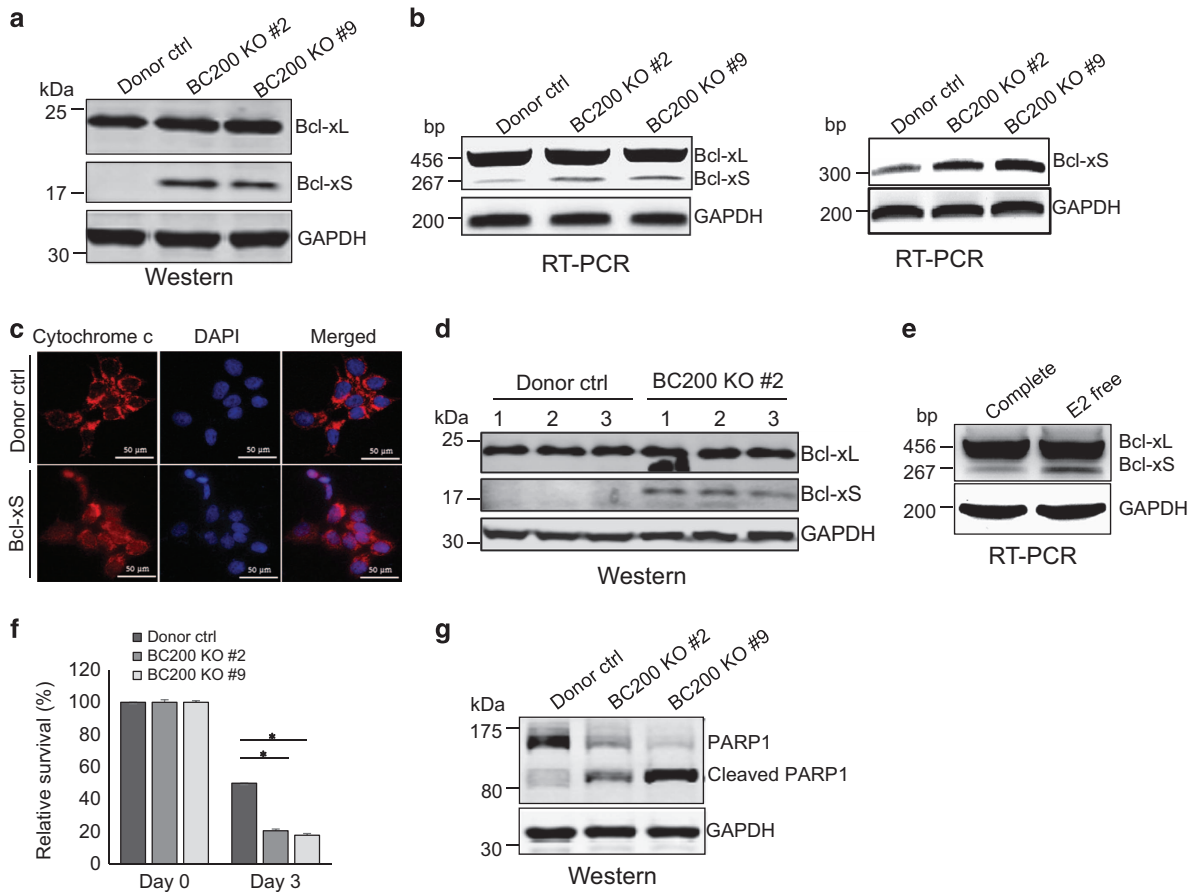 a
Donor ctrl
BC200 KO #2
BC200 KO #9
kDa
25
Bcl-xL
17
Bcl-xS
30
GAPDH
Western
b
Donor ctrl
BC200 KO #2
BC200 KO #9
bp
456
Bcl-xL
267
Bcl-xS
200
GAPDH
RT-PCR
Donor ctrl
BC200 KO #2
BC200 KO #9
bp
300
Bcl-xS
200
GAPDH
RT-PCR
c
Cytochrome c DAPI Merged
Donor ctrl
50 µm 50 µm 50 µm
Bcl-xS
50 µm 50 µm 50 µm
d
Donor ctrl BC200 KO #2
kDa 1 2 3 1 2 3
25
Bcl-xL
17
Bcl-xS
30
GAPDH
Western
e
Complete
E2 free
bp
456
Bcl-xL
267
Bcl-xS
200
GAPDH
RT-PCR
f
Donor ctrl
BC200 KO #2
BC200 KO #9
Relative survival (%)
120
100
80
60
40
20
0
* 
*
Day 0 Day 3
g
Donor ctrl
BC200 KO #2
BC200 KO #9
kDa
175
PARP1
Cleaved PARP1
80
GAPDH
30
Western